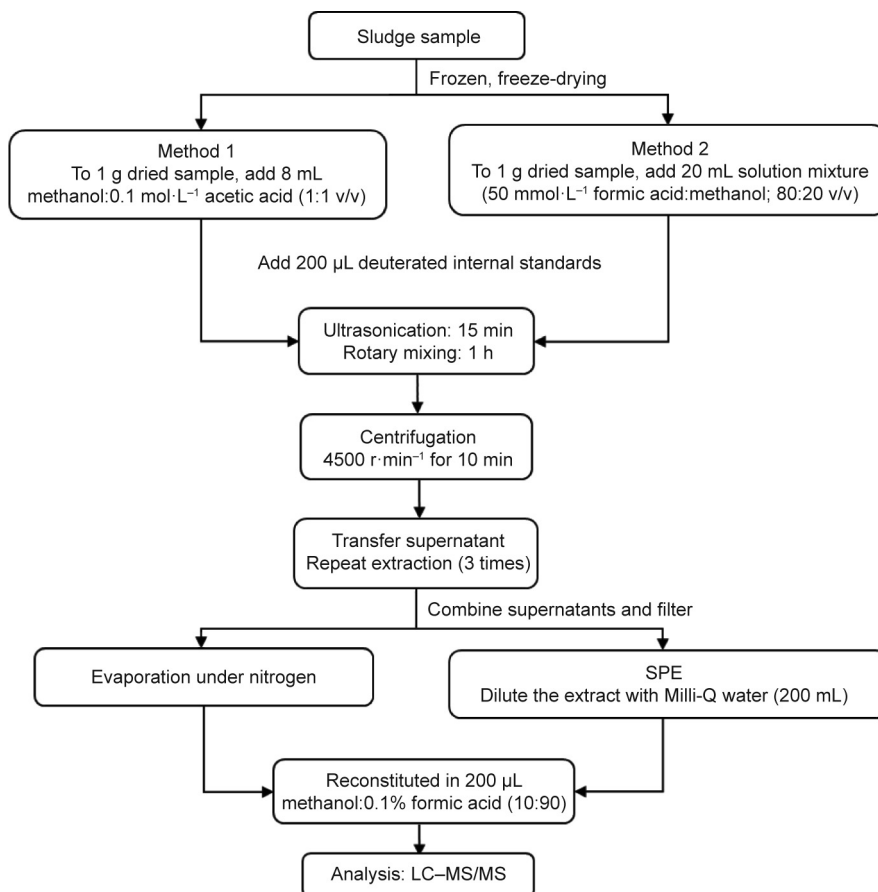 Sludge sample
Frozen, freeze-drying
Method 1
To 1 g dried sample, add 8 mL
methanol:0.1 mol·L⁻¹ acetic acid (1:1 v/v)
Method 2
To 1 g dried sample, add 20 mL solution mixture
(50 mmol·L⁻¹ formic acid:methanol; 80:20 v/v)
Add 200 µL deuterated internal standards
Ultrasonication: 15 min
Rotary mixing: 1 h
Centrifugation
4500 r·min⁻¹ for 10 min
Transfer supernatant
Repeat extraction (3 times)
Combine supernatants and filter
Evaporation under nitrogen
SPE
Dilute the extract with Milli-Q water (200 mL)
Reconstituted in 200 µL
methanol:0.1% formic acid (10:90)
Analysis: LC–MS/MS